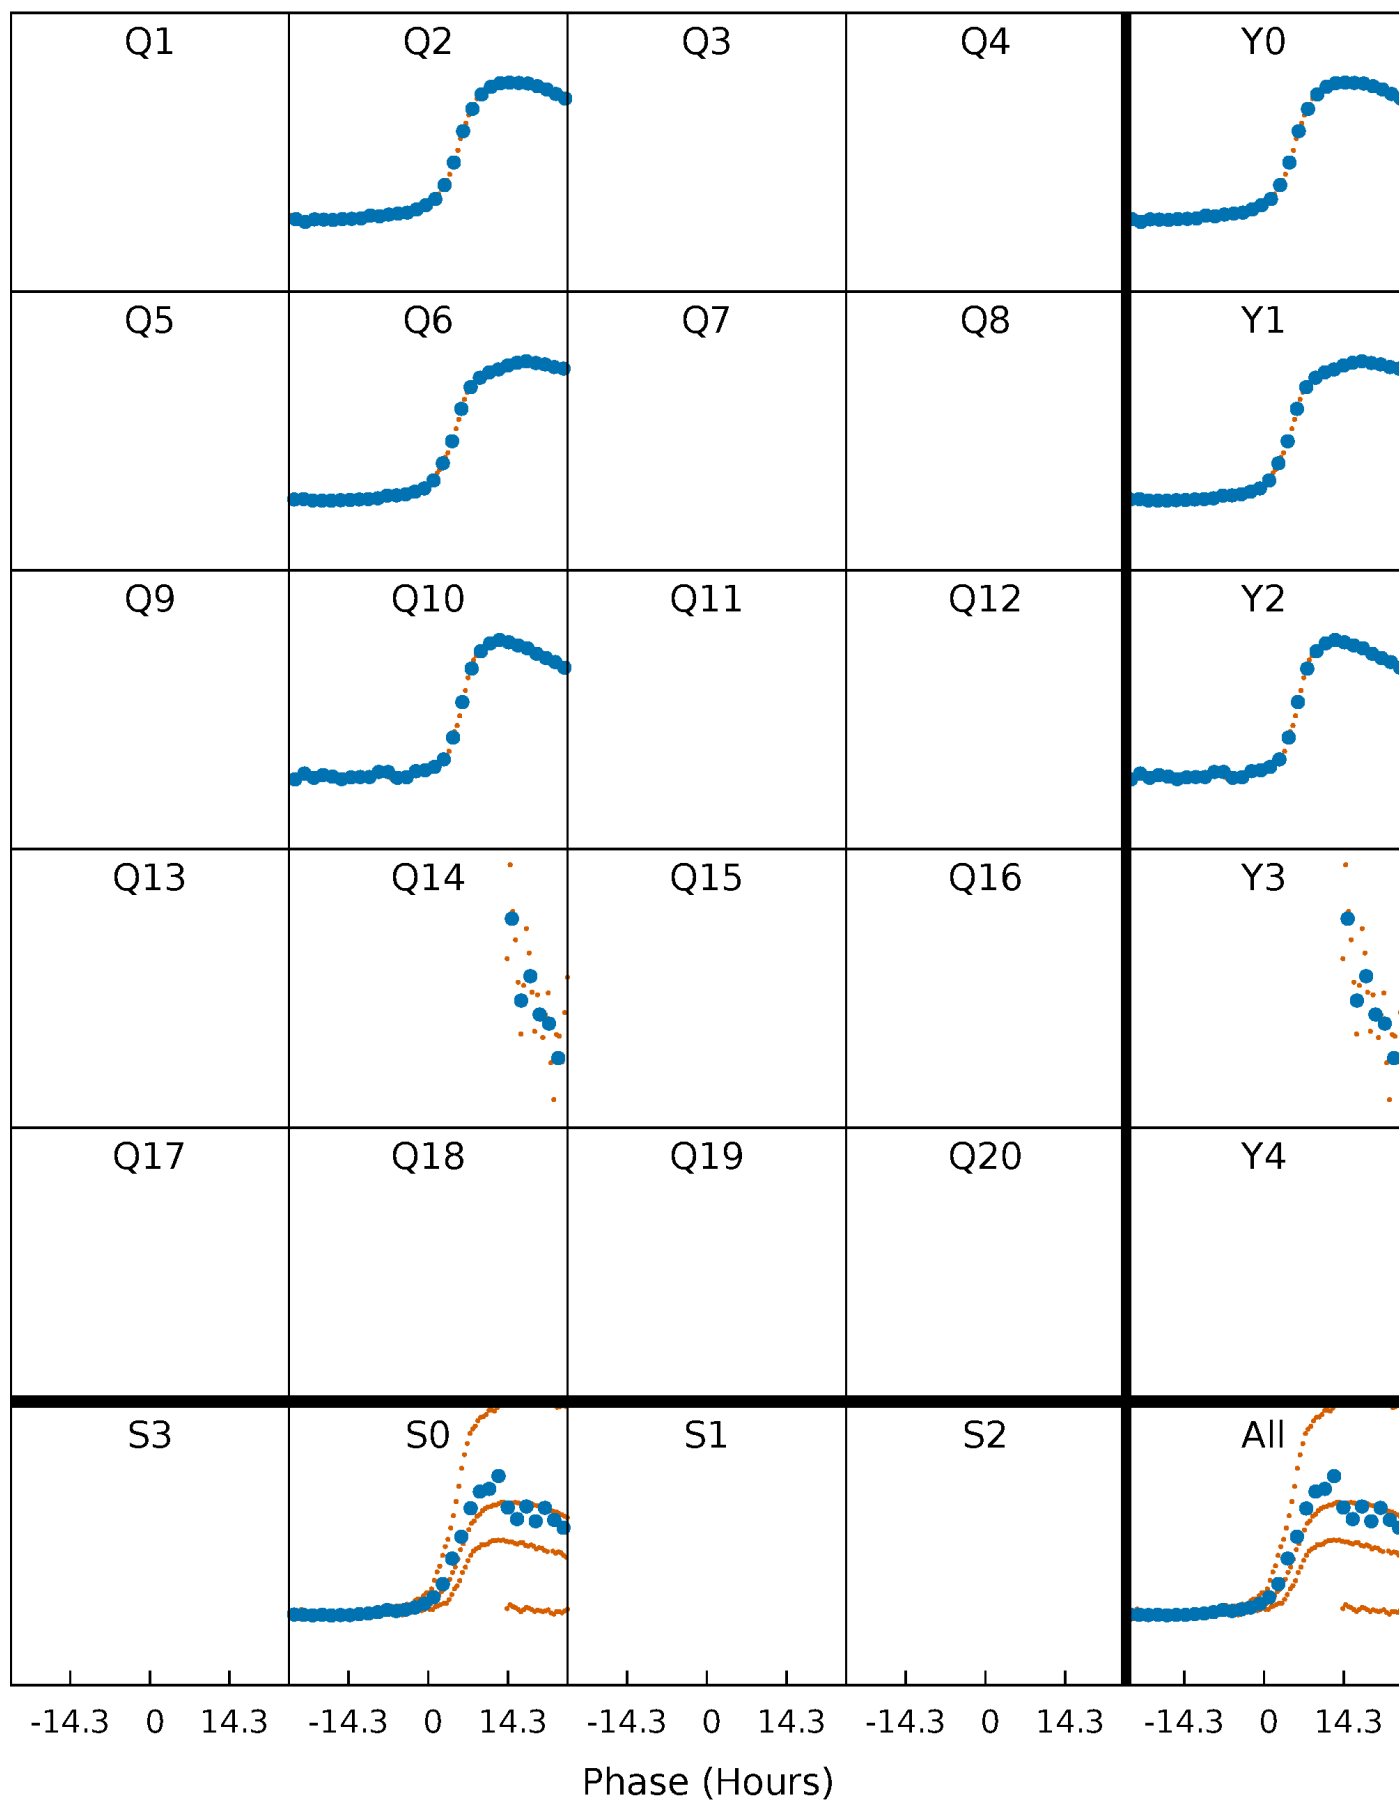 Q1 Q2 Q3 Q4 Y0
Q5 Q6 Q7 Q8 Y1
Q9 Q10 Q11 Q12 Y2
Q13 Q14 Q15 Q16 Y3
Q17 Q18 Q19 Q20 Y4
S3 S0 S1 S2 All
-14.3 0 14.3 -14.3 0 14.3 -14.3 0 14.3 -14.3 0 14.3 -14.3 0 14.3
Phase (Hours)